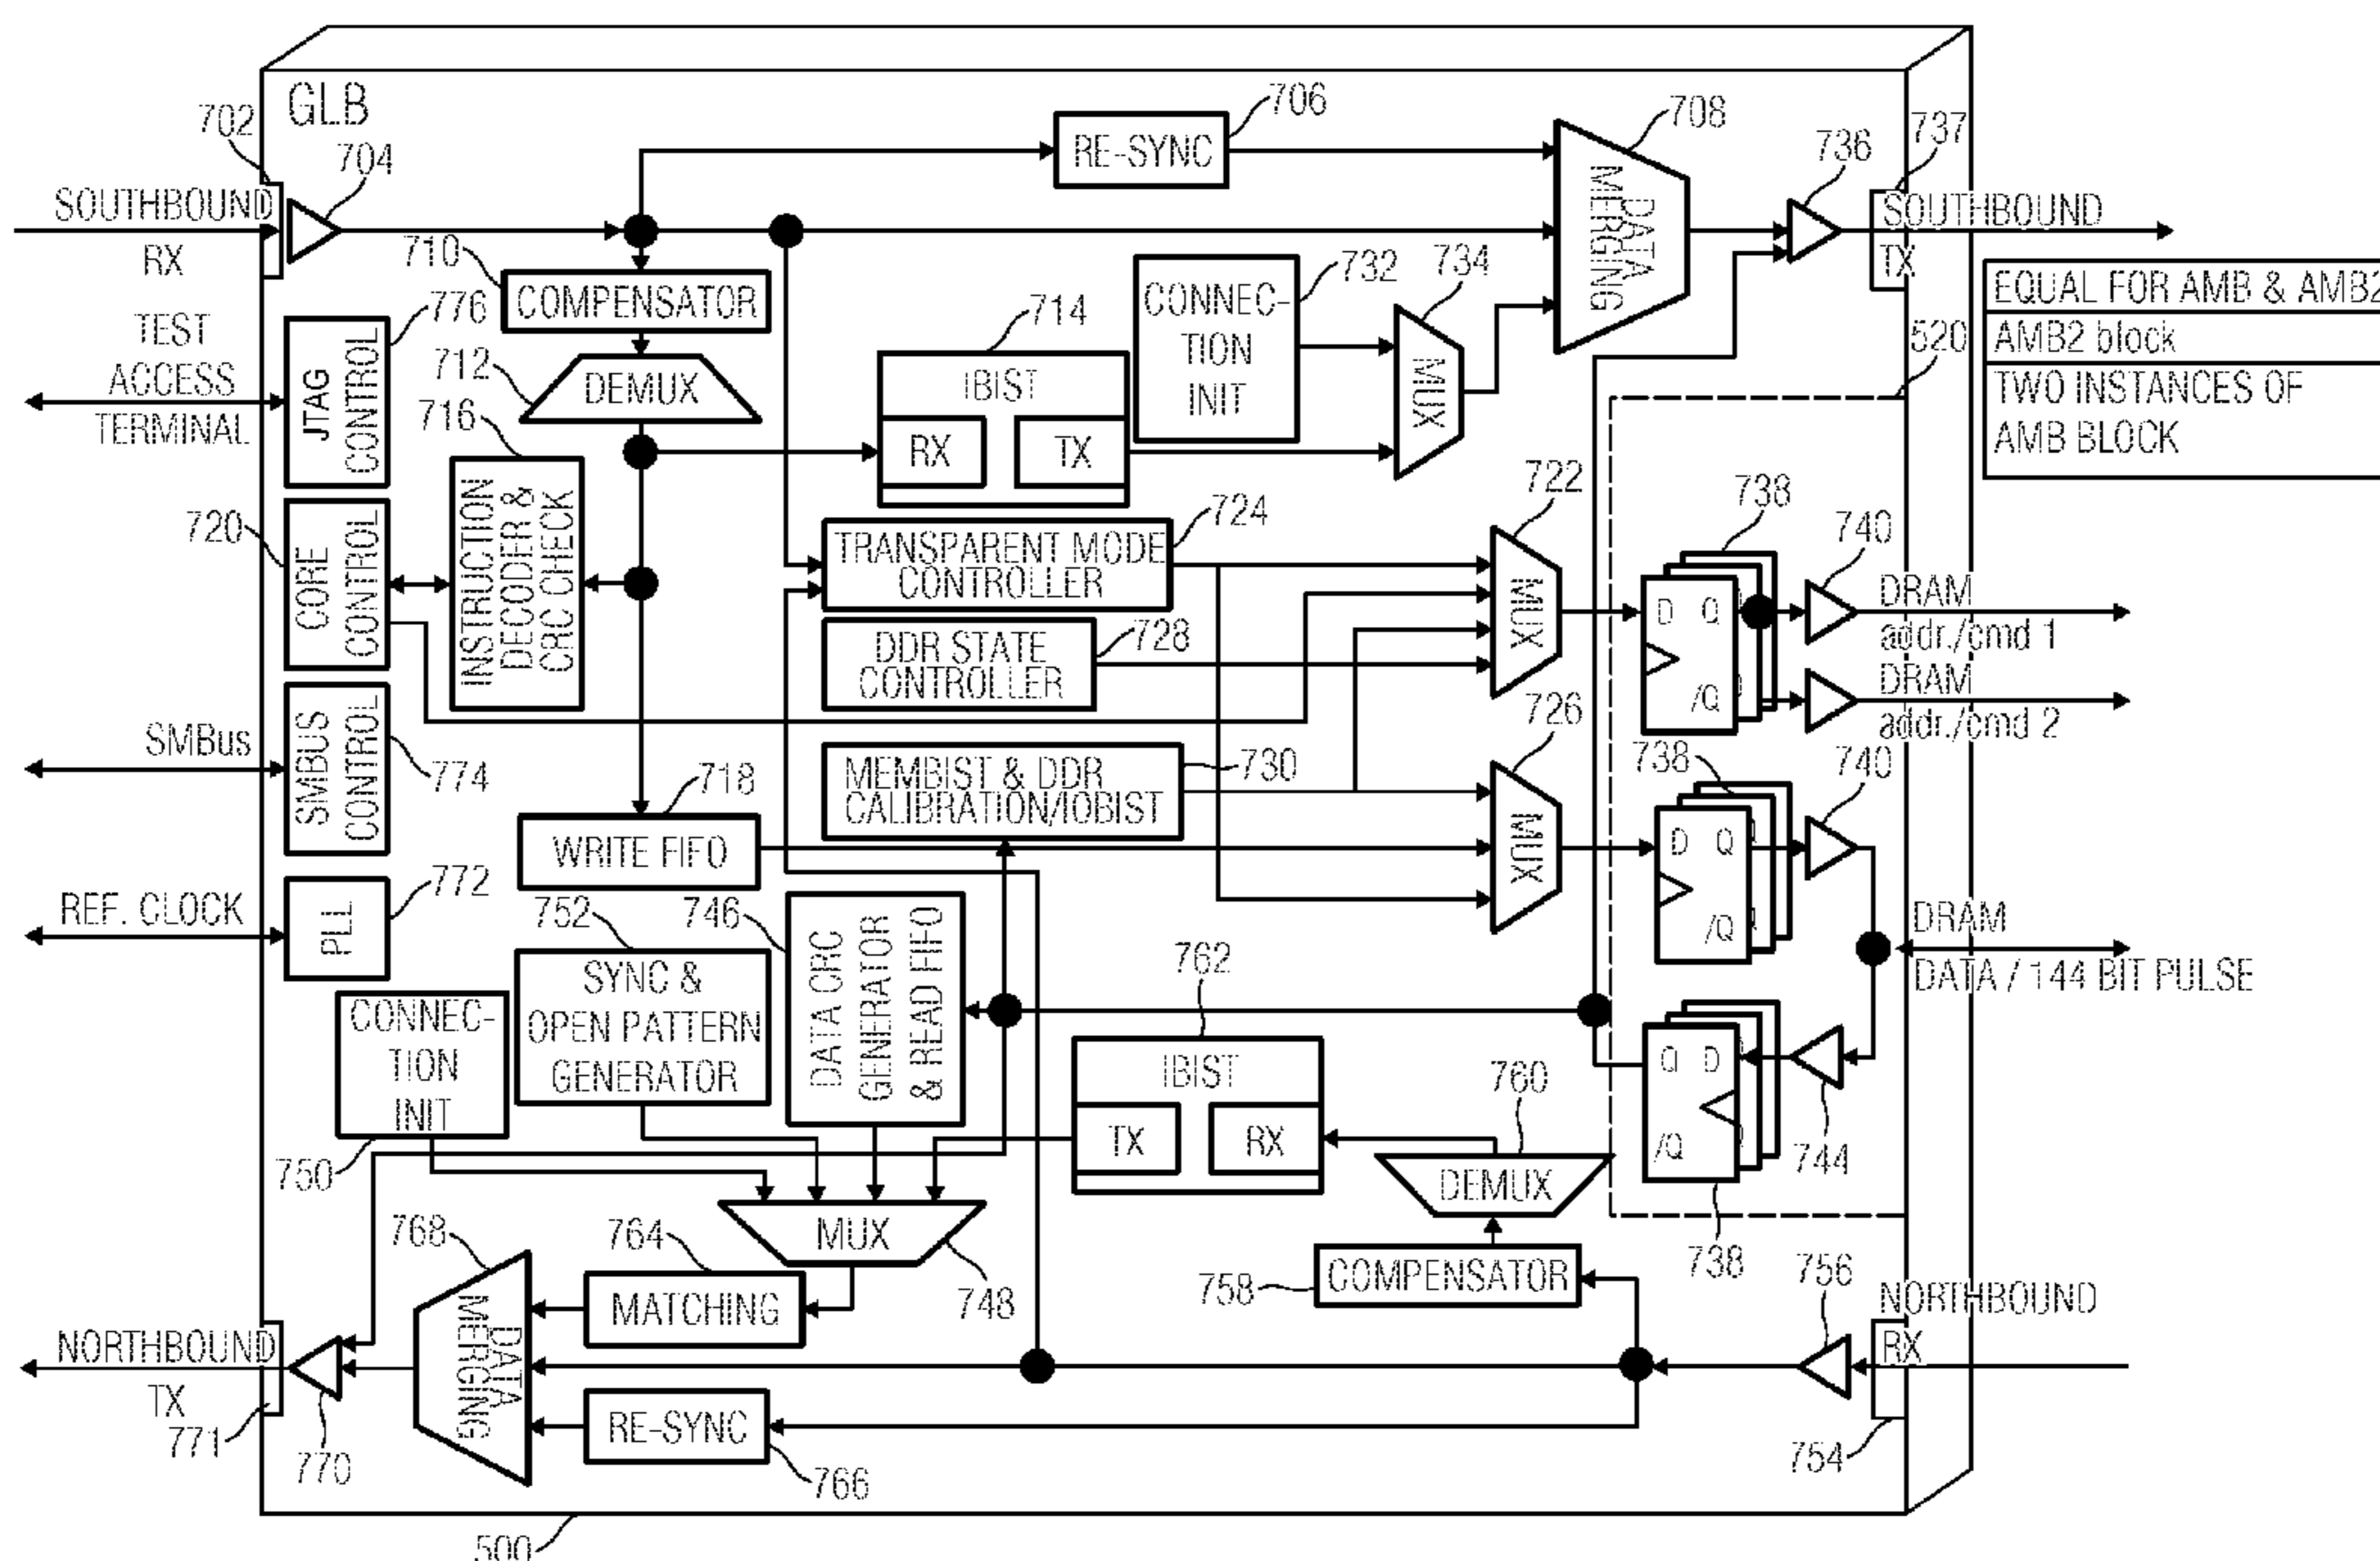 GLB
702
704
706
708
736
737
SOUTHBOUND
RX
RE-SYNC
DATA
MERGING
SOUTHBOUND
TX
710
COMPENSATOR
712
DEMUX
TEST
ACCESS
TERMINAL
776
JTAG
CONTROL
716
714
IBIST
RX
TX
732
CONNEC-
TION
INIT
734
MUX
520
EQUAL FOR AMB & AMB2
AMB2 block
TWO INSTANCES OF
AMB BLOCK
720
CORE
CONTROL
INSTRUCTION
DECODER &
CRC CHECK
724
TRANSPARENT MODE
CONTROLLER
728
DDR STATE
CONTROLLER
722
MUX
738
D
Q
/Q
740
DRAM
addr./cmd 1
DRAM
addr./cmd 2
SMBus
SMBUS
CONTROL
774
718
WRITE FIFO
730
MEMBIST & DDR
CALIBRATION/IOBIST
726
MUX
738
D
Q
/Q
740
DRAM
DATA / 144 BIT PULSE
REF. CLOCK
PLL
772
752
SYNC &
OPEN PATTERN
GENERATOR
746
DATA CRC
GENERATOR
& READ FIFO
750
CONNEC-
TION
INIT
762
IBIST
TX
RX
760
DEMUX
Q
D
/Q
738
744
768
DATA
MERGING
764
MATCHING
MUX
748
758
COMPENSATOR
756
NORTHBOUND
RX
754
NORTHBOUND
TX
771
770
RE-SYNC
766
500